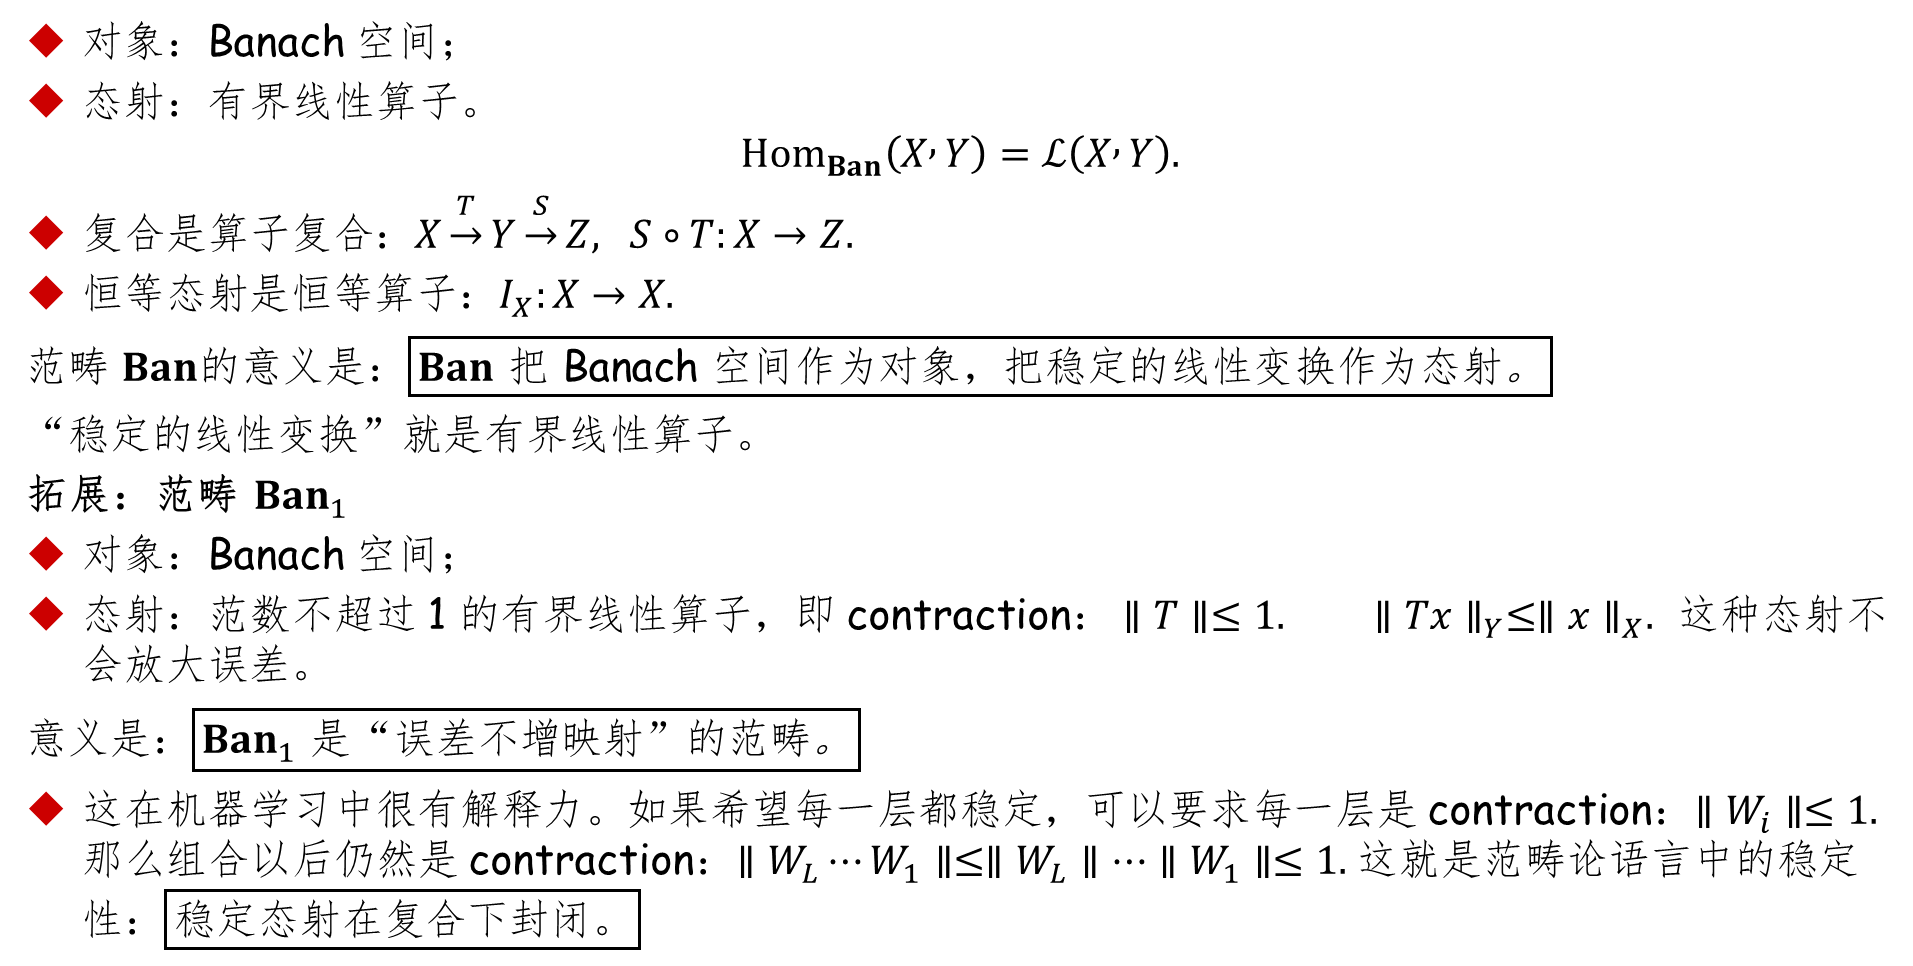 ◆ 对象：Banach 空间；
◆ 态射：有界线性算子。
Hom_Ban(X, Y) = ℒ(X, Y).
◆ 复合是算子复合：X →^T Y →^S Z, S ∘ T: X → Z.
◆ 恒等态射是恒等算子：I_X: X → X.
范畴 Ban的意义是：Ban 把 Banach 空间作为对象，把稳定的线性变换作为态射。
“稳定的线性变换”就是有界线性算子。
拓展：范畴 Ban₁
◆ 对象：Banach 空间；
◆ 态射：范数不超过 1 的有界线性算子，即 contraction：∥ T ∥≤ 1. ∥ Tx ∥_Y≤∥ x ∥_X. 这种态射不
会放大误差。
意义是：Ban₁ 是“误差不增映射”的范畴。
◆ 这在机器学习中很有解释力。如果希望每一层都稳定，可以要求每一层是 contraction：∥ W_i ∥≤ 1.
那么组合以后仍然是 contraction：∥ W_L ⋯ W_1 ∥≤∥ W_L ∥ ⋯ ∥ W_1 ∥≤ 1. 这就是范畴论语言中的稳定
性：稳定态射在复合下封闭。